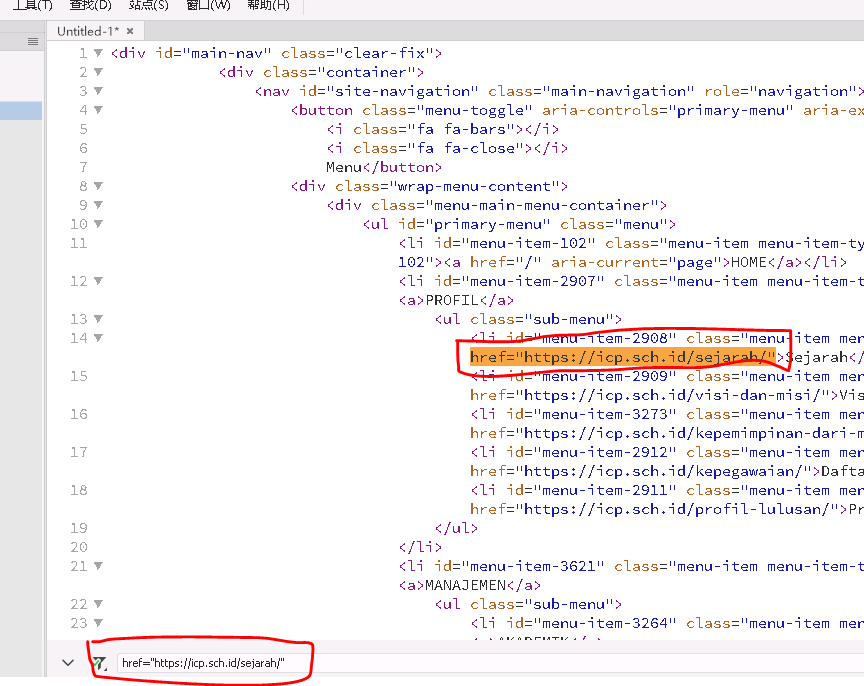 工具(T) 查找(D) 站点(S) 窗口(W) 帮助(H)
Untitled-1* ×
1 <div id="main-nav" class="clear-fix">
2 <div class="container">
3 <nav id="site-navigation" class="main-navigation" role="navigation">
4 <button class="menu-toggle" aria-controls="primary-menu" aria-ex
5 <i class="fa fa-bars"></i>
6 <i class="fa fa-close"></i>
7 Menu</button>
8 <div class="wrap-menu-content">
9 <div class="menu-main-menu-container">
10 <ul id="primary-menu" class="menu">
11 <li id="menu-item-102" class="menu-item menu-item-ty
102"><a href="/" aria-current="page">HOME</a></li>
12 <li id="menu-item-2907" class="menu-item menu-item-t
<a>PROFIL</a>
13 <ul class="sub-menu">
14 <li id="menu-item-2908" class="menu-item men
href="https://icp.sch.id/sejarah/">Sejarah</
15 <li id="menu-item-2909" class="menu-item men
href="https://icp.sch.id/visi-dan-misi/">Vis
16 <li id="menu-item-3273" class="menu-item men
href="https://icp.sch.id/kepemimpinan-dari-m
17 <li id="menu-item-2912" class="menu-item men
href="https://icp.sch.id/kepegawaian/">Dafta
18 <li id="menu-item-2911" class="menu-item men
href="https://icp.sch.id/profil-lulusan/">Pr
19 </ul>
20 </li>
21 <li id="menu-item-3621" class="menu-item menu-item-t
<a>MANAJEMEN</a>
22 <ul class="sub-menu">
23 <li id="menu-item-3264" class="menu-item men
<a>AKADEMIK</a>
href="https://icp.sch.id/sejarah/"